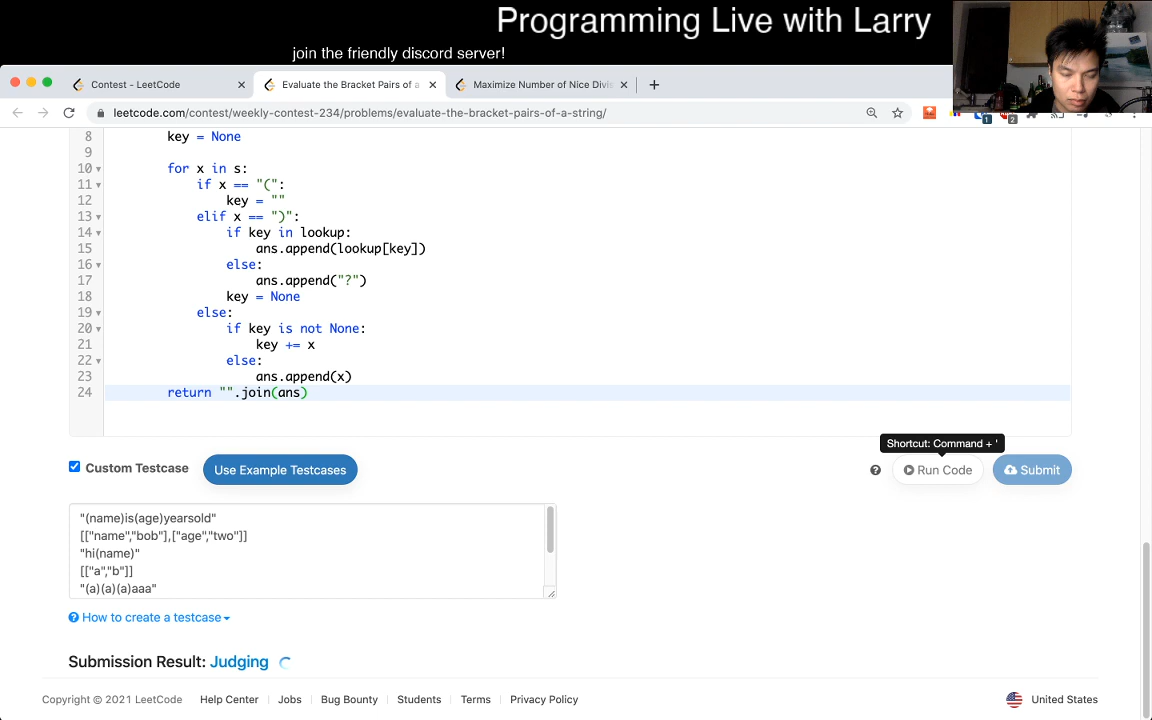 Programming Live with Larry
join the friendly discord server!
Contest - LeetCode
Evaluate the Bracket Pairs of a
Maximize Number of Nice Divi
leetcode.com/contest/weekly-contest-234/problems/evaluate-the-bracket-pairs-of-a-string/
1
2
8 key = None
9
10 for x in s:
11 if x == "(":
12 key = ""
13 elif x == ")":
14 if key in lookup:
15 ans.append(lookup[key])
16 else:
17 ans.append("?")
18 key = None
19 else:
20 if key is not None:
21 key += x
22 else:
23 ans.append(x)
24 return "".join(ans)
Shortcut: Command + '
Custom Testcase
Use Example Testcases
Run Code
Submit
"(name)is(age)yearsold"
[["name","bob"],["age","two"]]
"hi(name)"
[["a","b"]]
"(a)(a)(a)aaa"
How to create a testcase
Submission Result: Judging
Copyright © 2021 LeetCode
Help Center
Jobs
Bug Bounty
Students
Terms
Privacy Policy
United States